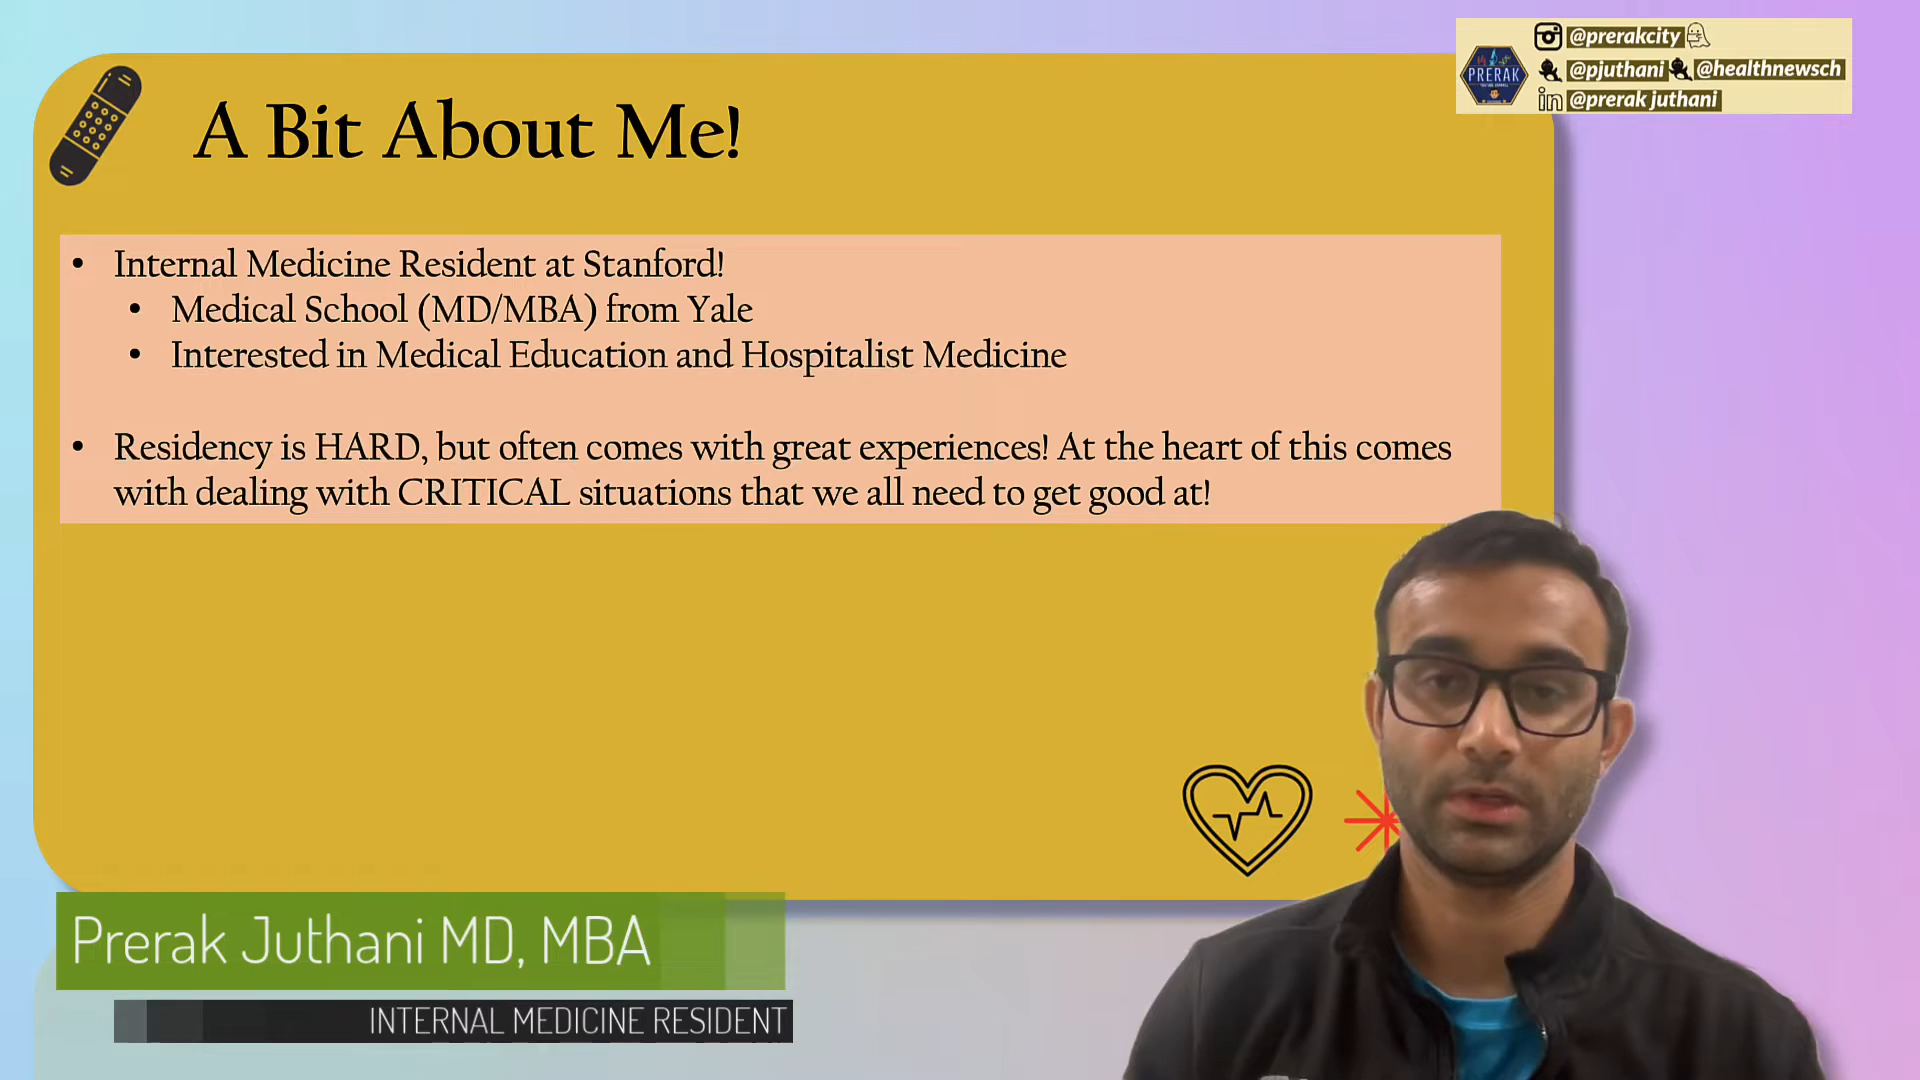 @prerakcity
PRERAK
@pjuthani @healthnewsch
in @prerak juthani
A Bit About Me!
• Internal Medicine Resident at Stanford!
• Medical School (MD/MBA) from Yale
• Interested in Medical Education and Hospitalist Medicine
• Residency is HARD, but often comes with great experiences! At the heart of this comes
with dealing with CRITICAL situations that we all need to get good at!
Prerak Juthani MD, MBA
INTERNAL MEDICINE RESIDENT